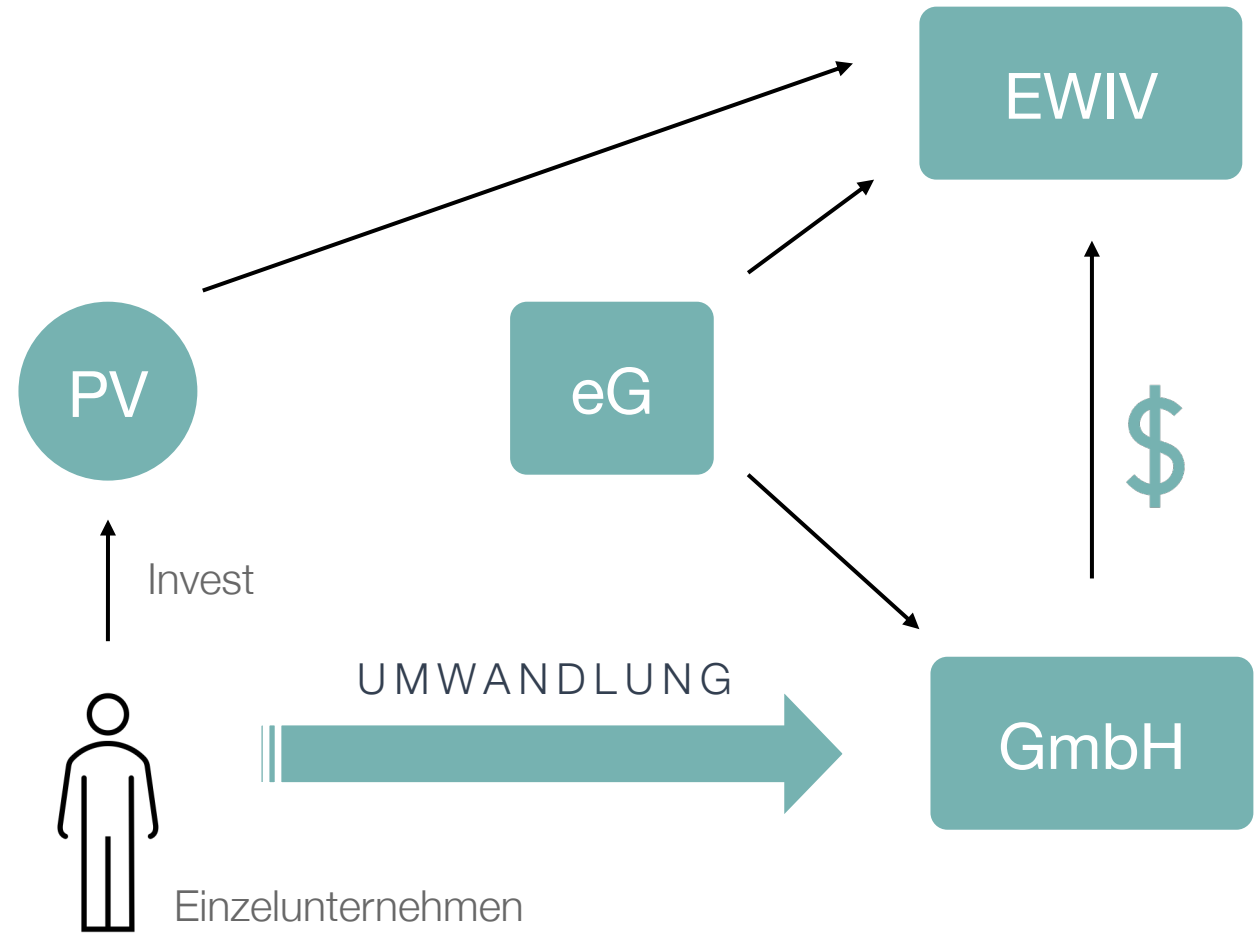 EWIV
PV
eG
$
Invest
UMWANDLUNG
GmbH
Einzelunternehmen